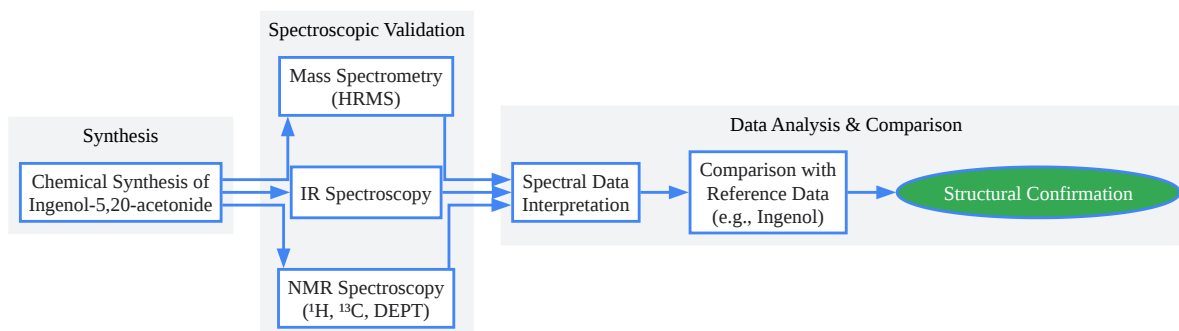 Synthesis
Chemical Synthesis of
Ingenol-5,20-acetonide
Spectroscopic Validation
Mass Spectrometry
(HRMS)
IR Spectroscopy
NMR Spectroscopy
(¹H, ¹³C, DEPT)
Data Analysis & Comparison
Spectral Data
Interpretation
Comparison with
Reference Data
(e.g., Ingenol)
Structural Confirmation